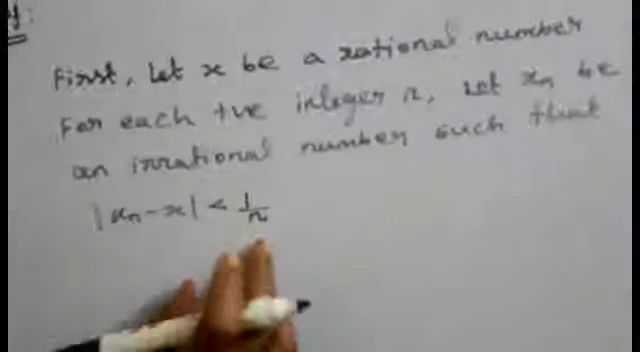 First, Let x be a rational number
For each +ve integer n, Let xn be
an irrational number such that
|xn - x| < 1/n